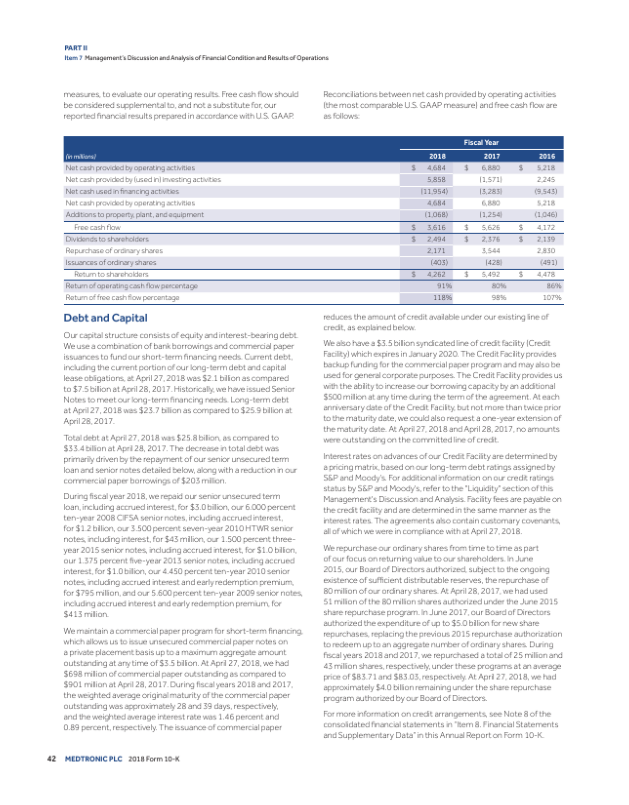 PART II
Item 7 Management's Discussion and Analysis of Financial Condition and Results of Operations
measures, to evaluate our operating results. Free cash flow should
be considered supplemental to, and not a substitute for, our
reported financial results prepared in accordance with U.S. GAAP.
Reconciliations between net cash provided by operating activities
(the most comparable U.S. GAAP measure) and free cash flow are
as follows:
Fiscal Year
(in millions) 2018 2017 2016
Net cash provided by operating activities $ 4,684 $ 6,880 $ 5,218
Net cash provided by (used in) investing activities 5,858 (1,571) 2,245
Net cash used in financing activities (11,954) (3,283) (9,543)
Net cash provided by operating activities 4,684 6,880 5,218
Additions to property, plant, and equipment (1,068) (1,254) (1,046)
Free cash flow $ 3,616 $ 5,626 $ 4,172
Dividends to shareholders $ 2,494 $ 2,376 $ 2,139
Repurchase of ordinary shares 2,171 3,544 2,830
Issuances of ordinary shares (403) (428) (491)
Return to shareholders $ 4,262 $ 5,492 $ 4,478
Return of operating cash flow percentage 91% 80% 86%
Return of free cash flow percentage 118% 98% 107%
Debt and Capital
Our capital structure consists of equity and interest-bearing debt.
We use a combination of bank borrowings and commercial paper
issuances to fund our short-term financing needs. Current debt,
including the current portion of our long-term debt and capital
lease obligations, at April 27, 2018 was $2.1 billion as compared
to $7.5 billion at April 28, 2017. Historically, we have issued Senior
Notes to meet our long-term financing needs. Long-term debt
at April 27, 2018 was $23.7 billion as compared to $25.9 billion at
April 28, 2017.
Total debt at April 27, 2018 was $25.8 billion, as compared to
$33.4 billion at April 28, 2017. The decrease in total debt was
primarily driven by the repayment of our senior unsecured term
loan and senior notes detailed below, along with a reduction in our
commercial paper borrowings of $203 million.
During fiscal year 2018, we repaid our senior unsecured term
loan, including accrued interest, for $3.0 billion, our 6.000 percent
ten-year 2008 CIFSA senior notes, including accrued interest,
for $1.2 billion, our 3.500 percent seven-year 2010 HTWR senior
notes, including interest, for $43 million, our 1.500 percent three-
year 2015 senior notes, including accrued interest, for $1.0 billion,
our 1.375 percent five-year 2013 senior notes, including accrued
interest, for $1.0 billion, our 4.450 percent ten-year 2010 senior
notes, including accrued interest and early redemption premium,
for $795 million, and our 5.600 percent ten-year 2009 senior notes,
including accrued interest and early redemption premium, for
$413 million.
We maintain a commercial paper program for short-term financing,
which allows us to issue unsecured commercial paper notes on
a private placement basis up to a maximum aggregate amount
outstanding at any time of $3.5 billion. At April 27, 2018, we had
$698 million of commercial paper outstanding as compared to
$901 million at April 28, 2017. During fiscal years 2018 and 2017,
the weighted average original maturity of the commercial paper
outstanding was approximately 28 and 39 days, respectively,
and the weighted average interest rate was 1.46 percent and
0.89 percent, respectively. The issuance of commercial paper
reduces the amount of credit available under our existing line of
credit, as explained below.
We also have a $3.5 billion syndicated line of credit facility (Credit
Facility) which expires in January 2020. The Credit Facility provides
backup funding for the commercial paper program and may also be
used for general corporate purposes. The Credit Facility provides us
with the ability to increase our borrowing capacity by an additional
$500 million at any time during the term of the agreement. At each
anniversary date of the Credit Facility, but not more than twice prior
to the maturity date, we could also request a one-year extension of
the maturity date. At April 27, 2018 and April 28, 2017, no amounts
were outstanding on the committed line of credit.
Interest rates on advances of our Credit Facility are determined by
a pricing matrix, based on our long-term debt ratings assigned by
S&P and Moody's. For additional information on our credit ratings
status by S&P and Moody's, refer to the "Liquidity" section of this
Management's Discussion and Analysis. Facility fees are payable on
the credit facility and are determined in the same manner as the
interest rates. The agreements also contain customary covenants,
all of which we were in compliance with at April 27, 2018.
We repurchase our ordinary shares from time to time as part
of our focus on returning value to our shareholders. In June
2015, our Board of Directors authorized, subject to the ongoing
existence of sufficient distributable reserves, the repurchase of
80 million of our ordinary shares. At April 28, 2017, we had used
51 million of the 80 million shares authorized under the June 2015
share repurchase program. In June 2017, our Board of Directors
authorized the expenditure of up to $5.0 billion for new share
repurchases, replacing the previous 2015 repurchase authorization
to redeem up to an aggregate number of ordinary shares. During
fiscal years 2018 and 2017, we repurchased a total of 25 million and
43 million shares, respectively, under these programs at an average
price of $83.71 and $83.03, respectively. At April 27, 2018, we had
approximately $4.0 billion remaining under the share repurchase
program authorized by our Board of Directors.
For more information on credit arrangements, see Note 8 of the
consolidated financial statements in "Item 8. Financial Statements
and Supplementary Data" in this Annual Report on Form 10-K.
42 MEDTRONIC PLC 2018 Form 10-K